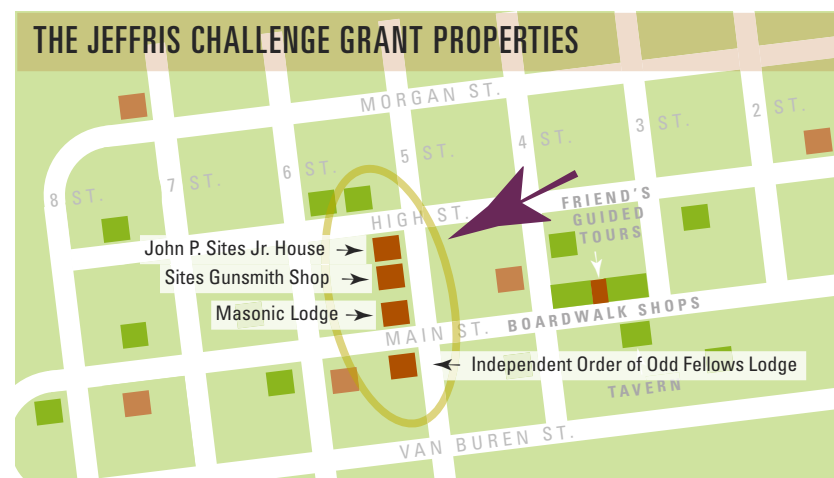 THE JEFFRIS CHALLENGE GRANT PROPERTIES
MORGAN ST.
8 ST.
7 ST.
6 ST.
5 ST.
4 ST.
3 ST.
2 ST.
HIGH ST.
FRIEND'S
GUIDED
TOURS
John P. Sites Jr. House
Sites Gunsmith Shop
Masonic Lodge
MAIN ST.
BOARDWALK SHOPS
Independent Order of Odd Fellows Lodge
TAVERN
VAN BUREN ST.